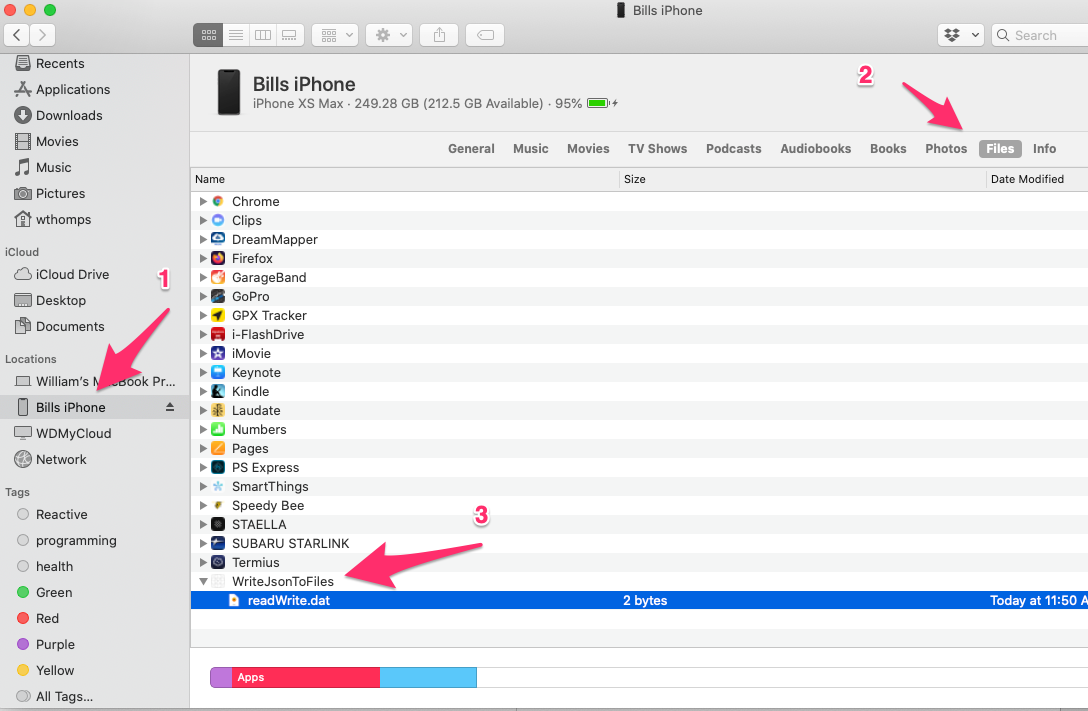 Bills iPhone
Search
Recents
Applications
Downloads
Movies
Music
Pictures
wthomps
iCloud
iCloud Drive
Desktop
Documents
Locations
William's MacBook Pr...
Bills iPhone
WDMyCloud
Network
Tags
Reactive
programming
health
Green
Red
Purple
Yellow
All Tags...
1
Bills iPhone
iPhone XS Max · 249.28 GB (212.5 GB Available) · 95%
2
General Music Movies TV Shows Podcasts Audiobooks Books Photos Files Info
Name Size Date Modified
Chrome
Clips
DreamMapper
Firefox
GarageBand
GoPro
GPX Tracker
i-FlashDrive
iMovie
Keynote
Kindle
Laudate
Numbers
Pages
PS Express
SmartThings
Speedy Bee
STAELLA
3
SUBARU STARLINK
Termius
WriteJsonToFiles
readWrite.dat 2 bytes Today at 11:50 A
Apps